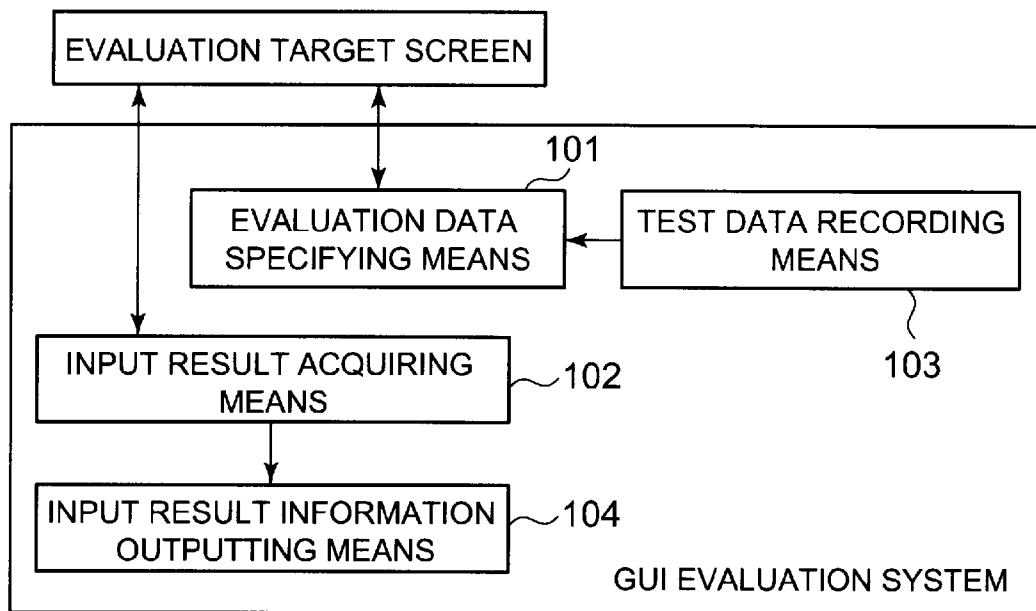 EVALUATION TARGET SCREEN
101
EVALUATION DATA
SPECIFYING MEANS
TEST DATA RECORDING
MEANS
103
INPUT RESULT ACQUIRING
MEANS
102
INPUT RESULT INFORMATION
OUTPUTTING MEANS
104
GUI EVALUATION SYSTEM